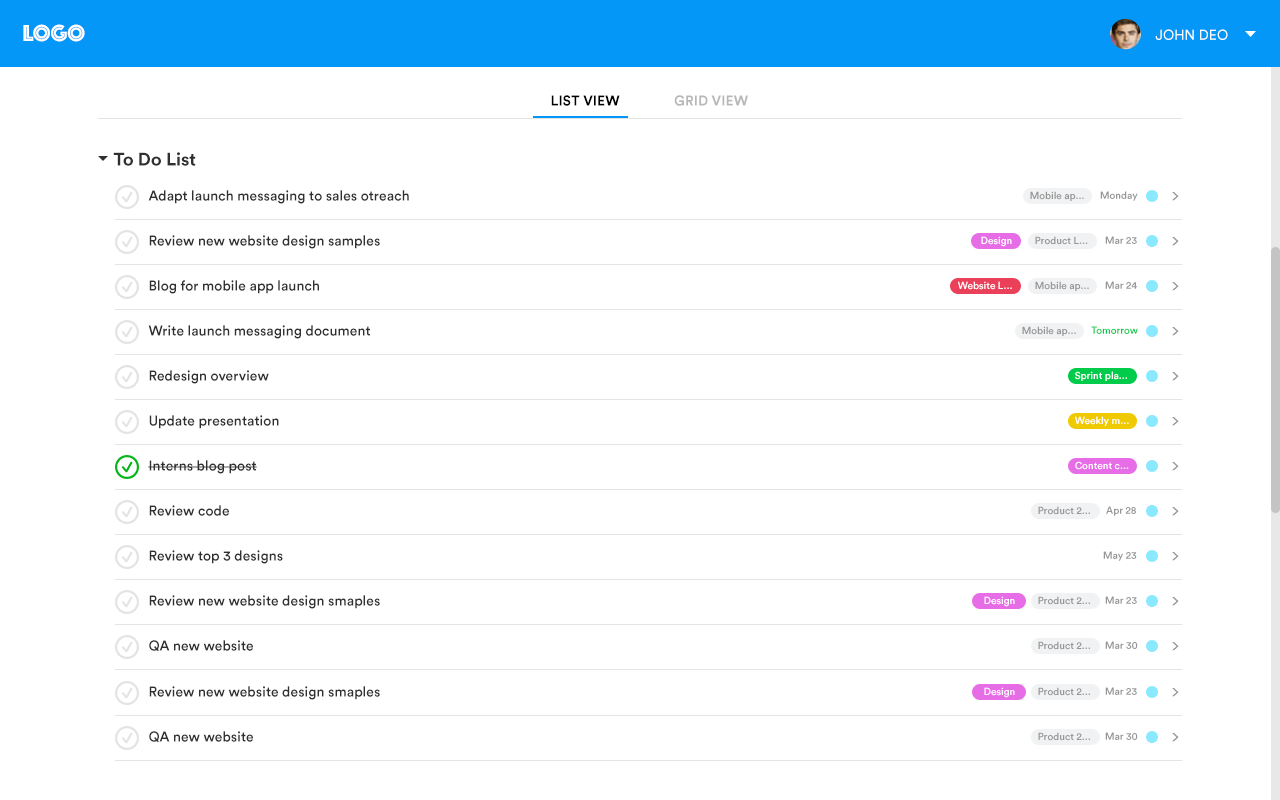 LOGO
JOHN DEO
LIST VIEW GRID VIEW
To Do List
Adapt launch messaging to sales otreach Mobile ap... Monday
Review new website design samples Design Product L... Mar 23
Blog for mobile app launch Website L... Mobile ap... Mar 24
Write launch messaging document Mobile ap... Tomorrow
Redesign overview Sprint pla...
Update presentation Weekly m...
Interns blog post Content c...
Review code Product 2... Apr 28
Review top 3 designs May 23
Review new website design smaples Design Product 2... Mar 23
QA new website Product 2... Mar 30
Review new website design smaples Design Product 2... Mar 23
QA new website Product 2... Mar 30